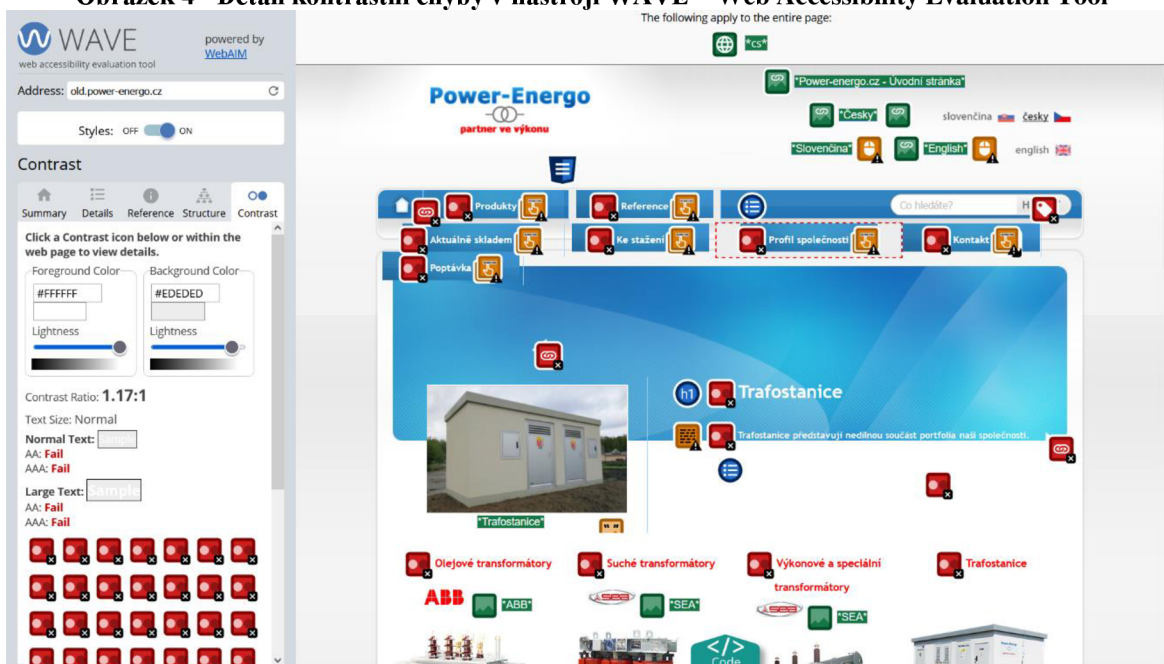 Obrázek 4 - Detail kontrastní chyby v nástroji WAVE – Web Accessibility Evaluation Tool
WAVE
powered by
WebAIM
web accessibility evaluation tool
Address: old.power-energo.cz
Styles: OFF ON
Contrast
Summary Details Reference Structure Contrast
Click a Contrast icon below or within the
web page to view details.
Foreground Color
Background Color
#FFFFFF
#EDEDED
Lightness
Lightness
Contrast Ratio: 1.17:1
Text Size: Normal
Normal Text: Sample
AA: Fail
AAA: Fail
Large Text: Sample
AA: Fail
AAA: Fail
The following apply to the entire page:
*cs*
Power-Energo
partner ve výkonu
*Power-energo.cz - Úvodní stránka*
*Česky*
slovenčina
česky
*Slovenčina*
*English*
english
Produkty
Reference
Co hledáte?
H
Aktuálně skladem
Ke stažení
Profil společnosti
Kontakt
Poptávka
h1
Trafostanice
Trafostanice představují nedílnou součást portfolia naší společnosti.
*Trafostanice*
Olejové transformátory
Suché transformátory
Výkonové a speciální
transformátory
Trafostanice
ABB
*ABB*
*SEA*
*SEA*
</>
Code